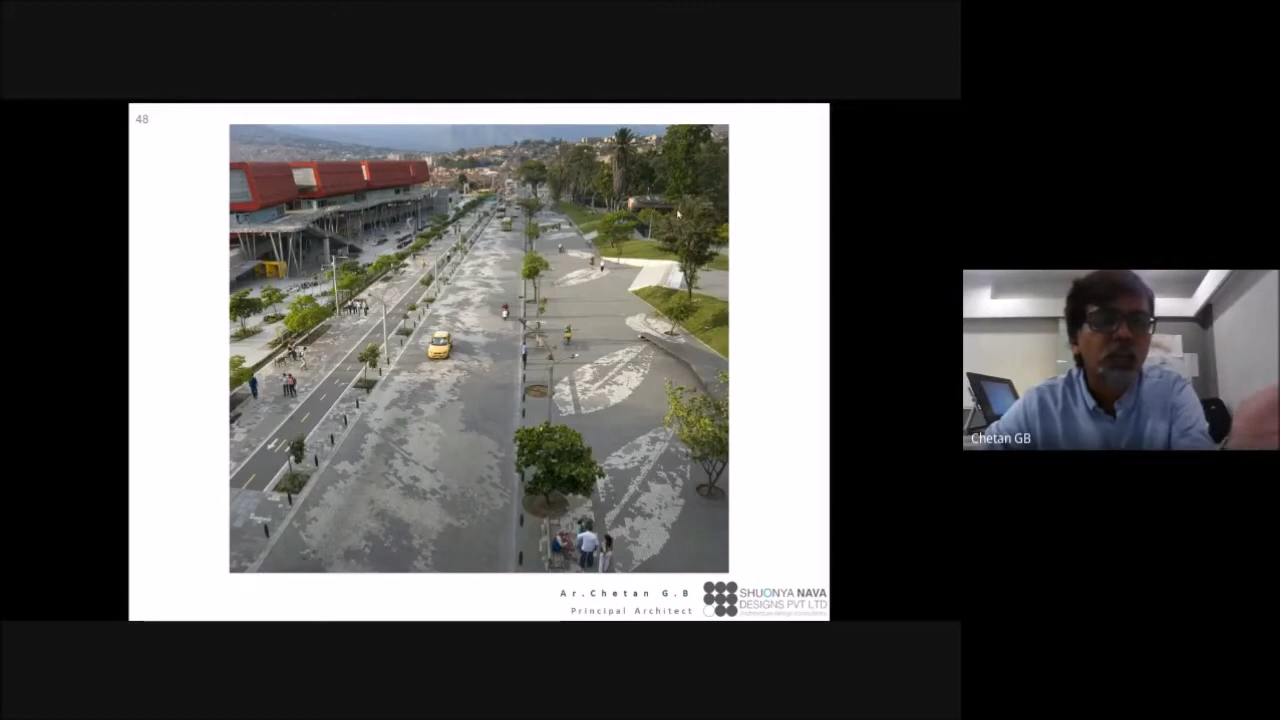 48
Ar.Chetan G.B
Principal Architect
SHUONYA NAVA
DESIGNS PVT LTD
Chetan GB